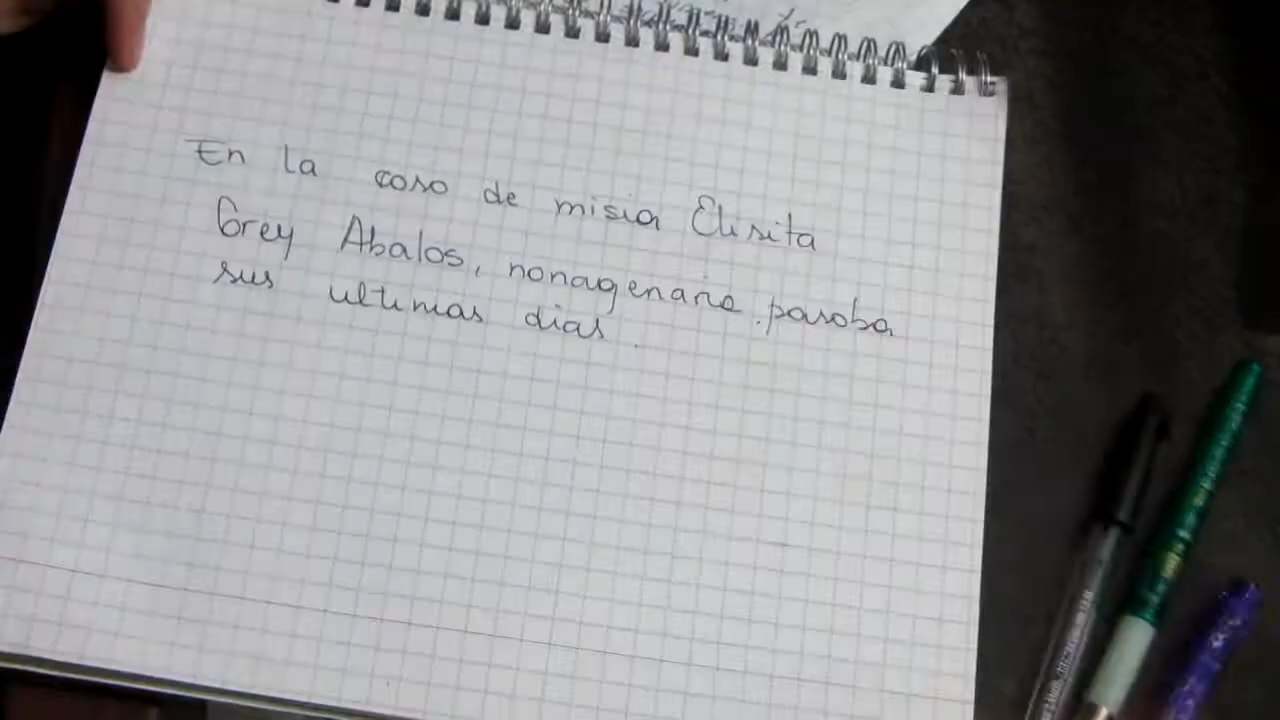 En la casa de misia Elisita
Grey Abalos, nonagenaria.pasaba
sus ultimas dias.